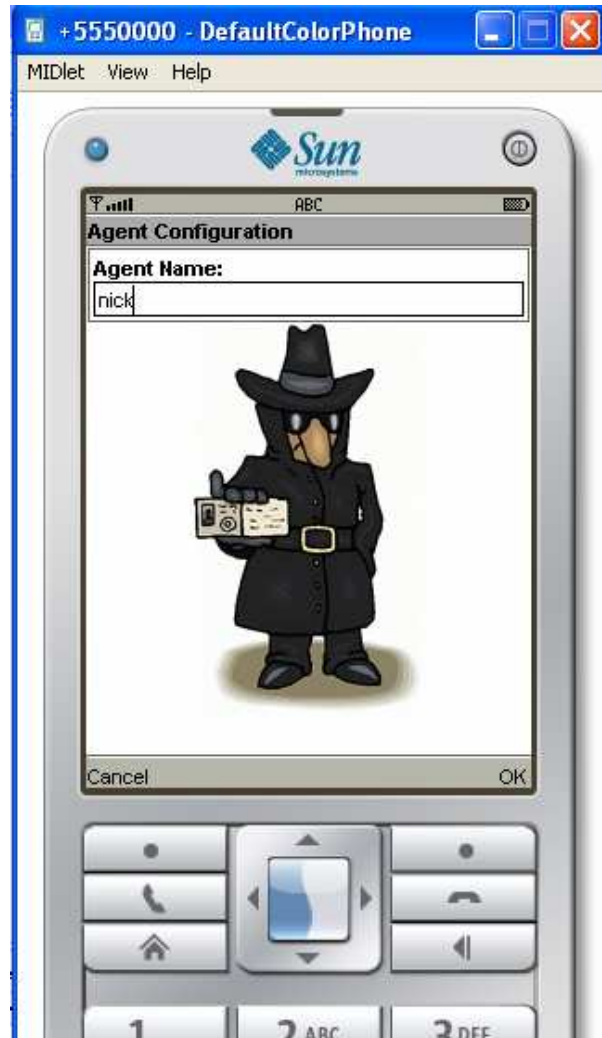 +5550000 - DefaultColorPhone
MIDlet View Help
Sun
microsystems
ABC
Agent Configuration
Agent Name:
nick
Cancel OK
1 2 ABC 3 DEF